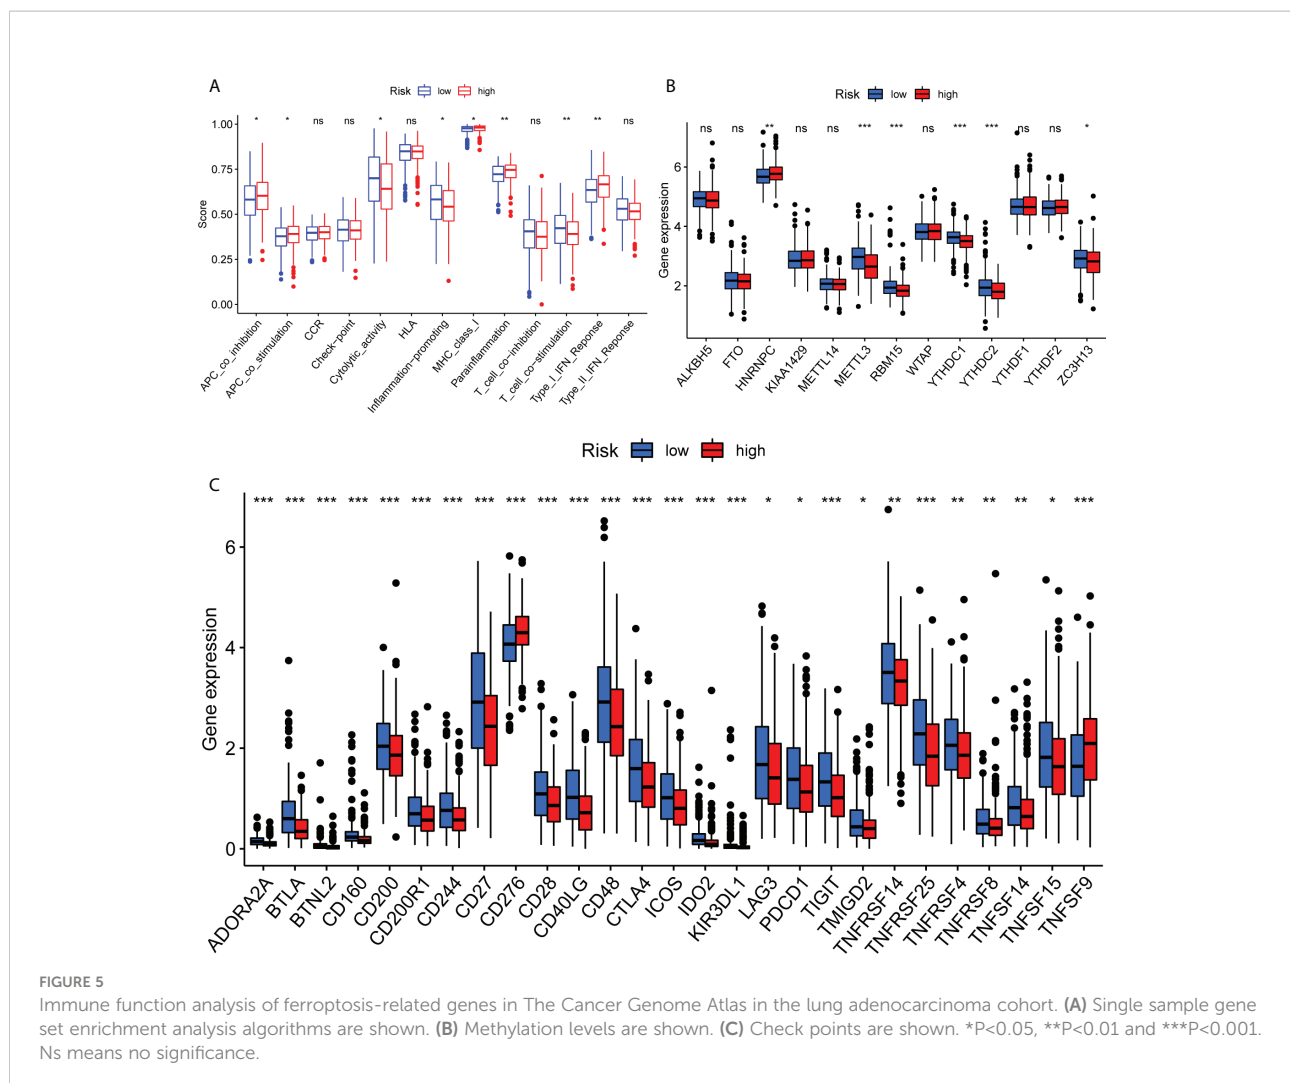 A
Risk low high
* * ns ns * ns * * ** ns ** ** ns
1.00
0.75
0.50
0.25
0.00
Score
APC_co_inhibition
APC_co_stimulation
CCR
Check-point
Cytolytic_activity
HLA
Inflammation-promoting
MHC_class_I
Parainflammation
T_cell_co-inhibition
T_cell_co-stimulation
Type_I_IFN_Reponse
Type_II_IFN_Reponse
B
Risk low high
ns ns ** ns ns *** *** ns *** *** ns ns *
6
4
2
Gene expression
ALKBH5
FTO
HNRNPC
KIAA1429
METTL14
METTL3
RBM15
WTAP
YTHDC1
YTHDC2
YTHDF1
YTHDF2
ZC3H13
Risk low high
C
*** *** *** *** *** *** *** *** *** *** *** *** *** *** *** *** * * *** * ** *** ** ** ** * ***
6
4
2
0
Gene expression
ADORA2A
BTLA
BTNL2
CD160
CD200
CD200R1
CD244
CD27
CD276
CD28
CD40LG
CD48
CTLA4
ICOS
IDO2
KIR3DL1
LAG3
PDCD1
TIGIT
TMIGD2
TNFRSF14
TNFRSF25
TNFRSF4
TNFRSF8
TNFSF14
TNFSF15
TNFSF9
FIGURE 5
Immune function analysis of ferroptosis-related genes in The Cancer Genome Atlas in the lung adenocarcinoma cohort. (A) Single sample gene
set enrichment analysis algorithms are shown. (B) Methylation levels are shown. (C) Check points are shown. *P<0.05, **P<0.01 and ***P<0.001.
Ns means no significance.